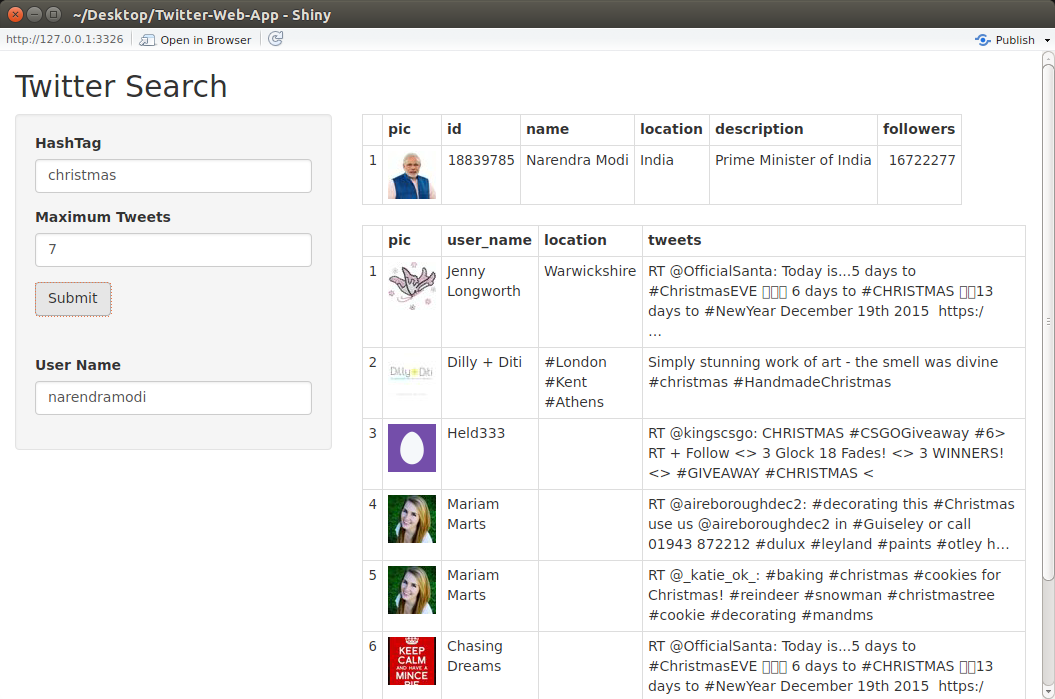 ~/Desktop/Twitter-Web-App - Shiny
http://127.0.0.1:3326
Open in Browser
Publish
Twitter Search
HashTag
christmas
Maximum Tweets
7
Submit
User Name
narendramodi
pic id name location description followers
1 18839785 Narendra Modi India Prime Minister of India 16722277
pic user_name location tweets
1 Jenny Warwickshire RT @OfficialSanta: Today is...5 days to
Longworth #ChristmasEVE 6 days to #CHRISTMAS 13
days to #NewYear December 19th 2015 https:/
…
2 Dilly + Diti Dilly + Diti #London Simply stunning work of art - the smell was divine
#Kent #christmas #HandmadeChristmas
#Athens
3 Held333 RT @kingscsgo: CHRISTMAS #CSGOGiveaway #6>
RT + Follow <> 3 Glock 18 Fades! <> 3 WINNERS!
<> #GIVEAWAY #CHRISTMAS <
4 Mariam RT @aireboroughdec2: #decorating this #Christmas
Marts use us @aireboroughdec2 in #Guiseley or call
01943 872212 #dulux #leyland #paints #otley h…
5 Mariam RT @_katie_ok_: #baking #christmas #cookies for
Marts Christmas! #reindeer #snowman #christmastree
#cookie #decorating #mandms
6 KEEP CALM AND HAVE A MINCE PIE Chasing RT @OfficialSanta: Today is...5 days to
Dreams #ChristmasEVE 6 days to #CHRISTMAS 13
days to #NewYear December 19th 2015 https:/